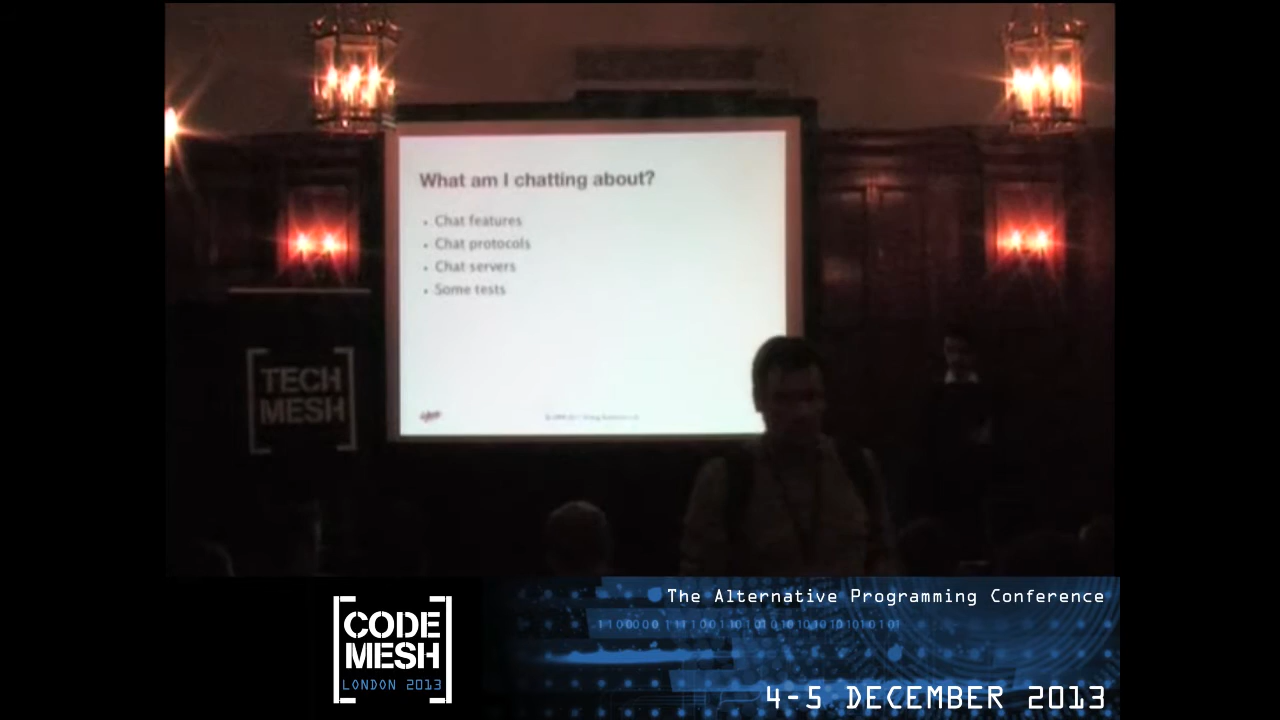 What am I chatting about?
• Chat features
• Chat protocols
• Chat servers
• Some tests
TECH
MESH
CODE
MESH
LONDON 2013
The Alternative Programming Conference
4-5 DECEMBER 2013